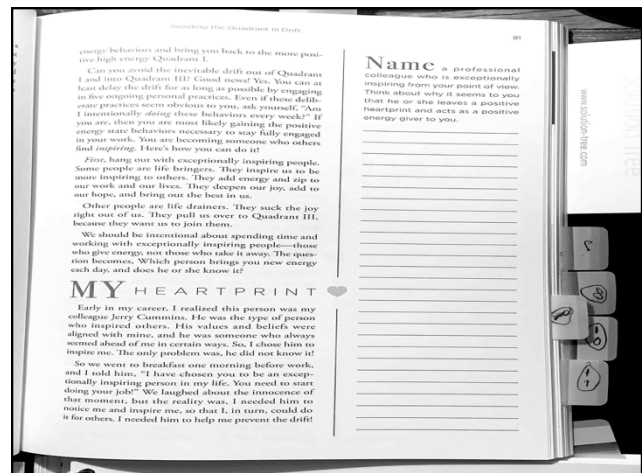 Avoiding the Quadrant III Drift
81
energy behaviors and bring you back to the more posi-
tive high energy Quadrant I.
Can you avoid the inevitable drift out of Quadrant
I and into Quadrant III? Good news! Yes. You can at
least delay the drift for as long as possible by engaging
in five ongoing personal practices. Even if these delib-
erate practices seem obvious to you, ask yourself, "Am
I intentionally doing these behaviors every week?" If
you are, then you are most likely gaining the positive
energy state behaviors necessary to stay fully engaged
in your work. You are becoming someone who others
find inspiring. Here's how you can do it!
First, hang out with exceptionally inspiring people.
Some people are life bringers. They inspire us to be
more inspiring to others. They add energy and zip to
our work and our lives. They deepen our joy, add to
our hope, and bring out the best in us.
Other people are life drainers. They suck the joy
right out of us. They pull us over to Quadrant III,
because they want us to join them.
We should be intentional about spending time and
working with exceptionally inspiring people—those
who give energy, not those who take it away. The ques-
tion becomes, Which person brings you new energy
each day, and does he or she know it?
MY HEARTPRINT
Early in my career, I realized this person was my
colleague Jerry Cummins. He was the type of person
who inspired others. His values and beliefs were
aligned with mine, and he was someone who always
seemed ahead of me in certain ways. So, I chose him to
inspire me. The only problem was, he did not know it!
So we went to breakfast one morning before work,
and I told him, "I have chosen you to be an excep-
tionally inspiring person in my life. You need to start
doing your job!" We laughed about the innocence of
that moment, but the reality was, I needed him to
notice me and inspire me, so that I, in turn, could do
it for others. I needed him to help me prevent the drift!
Name a professional
colleague who is exceptionally
inspiring from your point of view.
Think about why it seems to you
that he or she leaves a positive
heartprint and acts as a positive
energy giver to you.
www.solution-tree.com